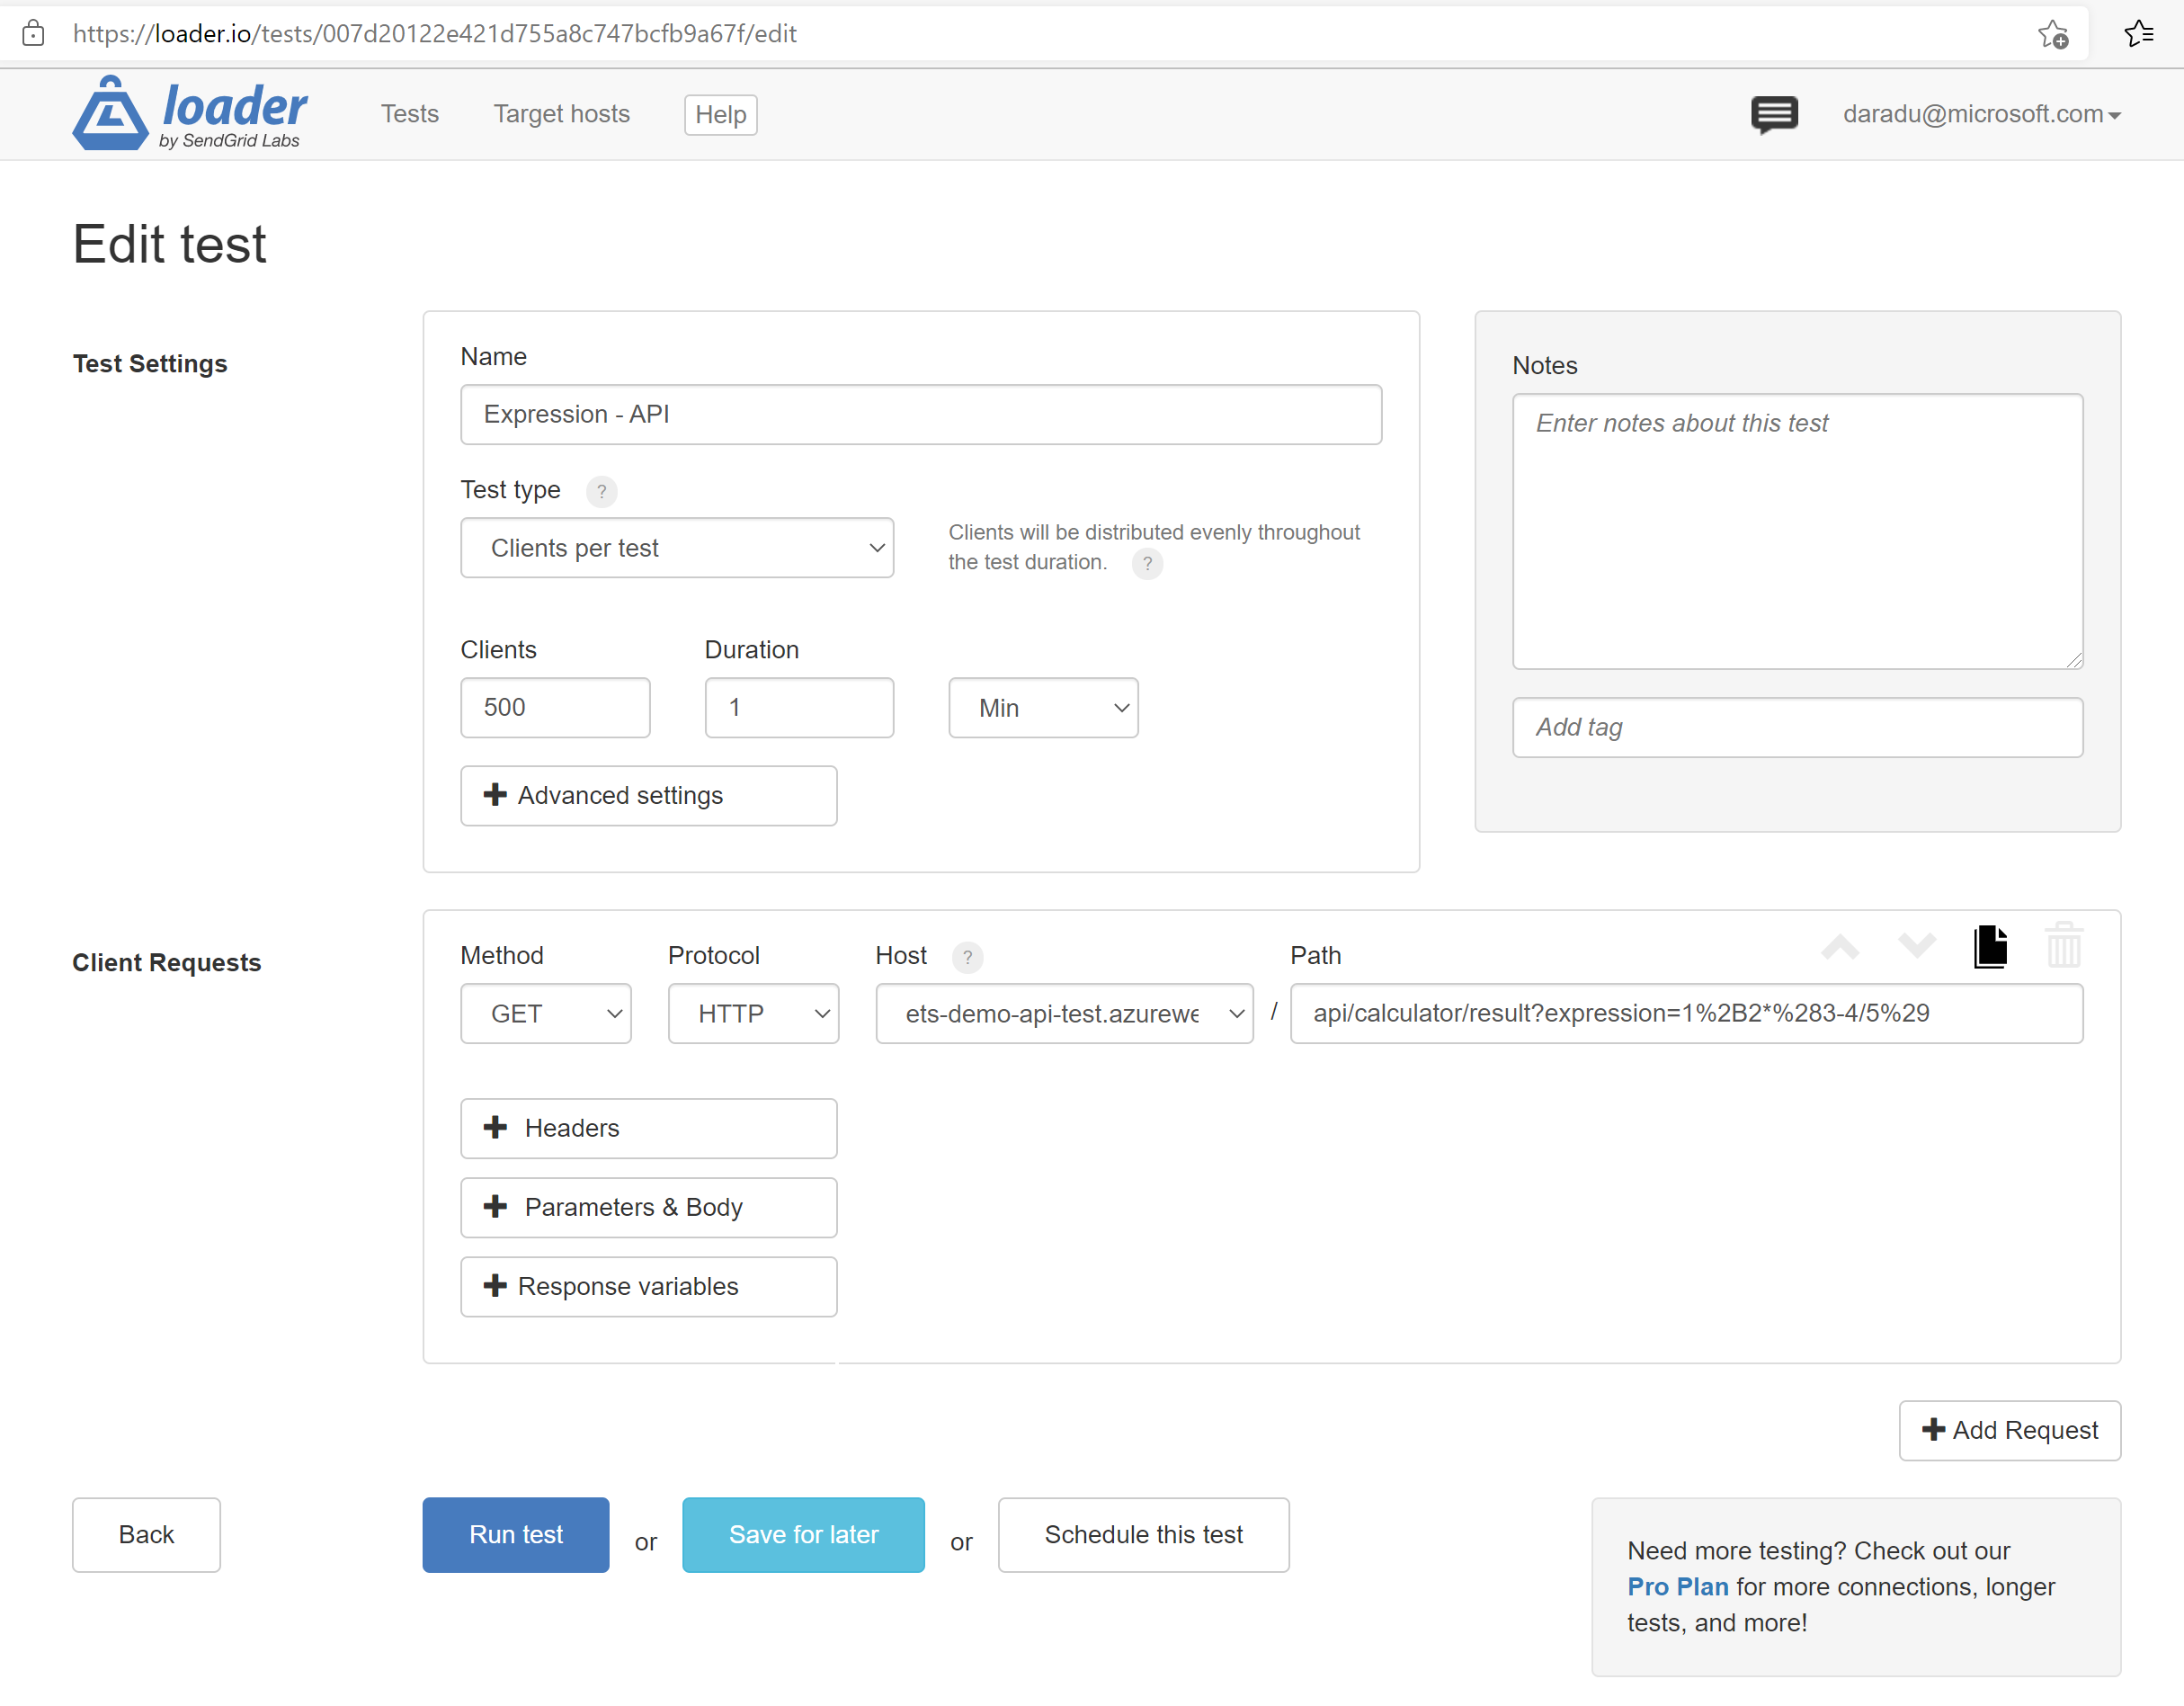 https://loader.io/tests/007d20122e421d755a8c747bcfb9a67f/edit
loader
by SendGrid Labs
Tests
Target hosts
Help
daradu@microsoft.com
Edit test
Test Settings
Name
Expression - API
Test type ?
Clients per test
Clients will be distributed evenly throughout
the test duration. ?
Clients
Duration
500
1
Min
Advanced settings
Notes
Enter notes about this test
Add tag
Client Requests
Method
Protocol
Host ?
Path
GET
HTTP
ets-demo-api-test.azurewe
/
api/calculator/result?expression=1%2B2*%283-4/5%29
Headers
Parameters & Body
Response variables
Add Request
Back
Run test
or
Save for later
or
Schedule this test
Need more testing? Check out our
Pro Plan for more connections, longer
tests, and more!